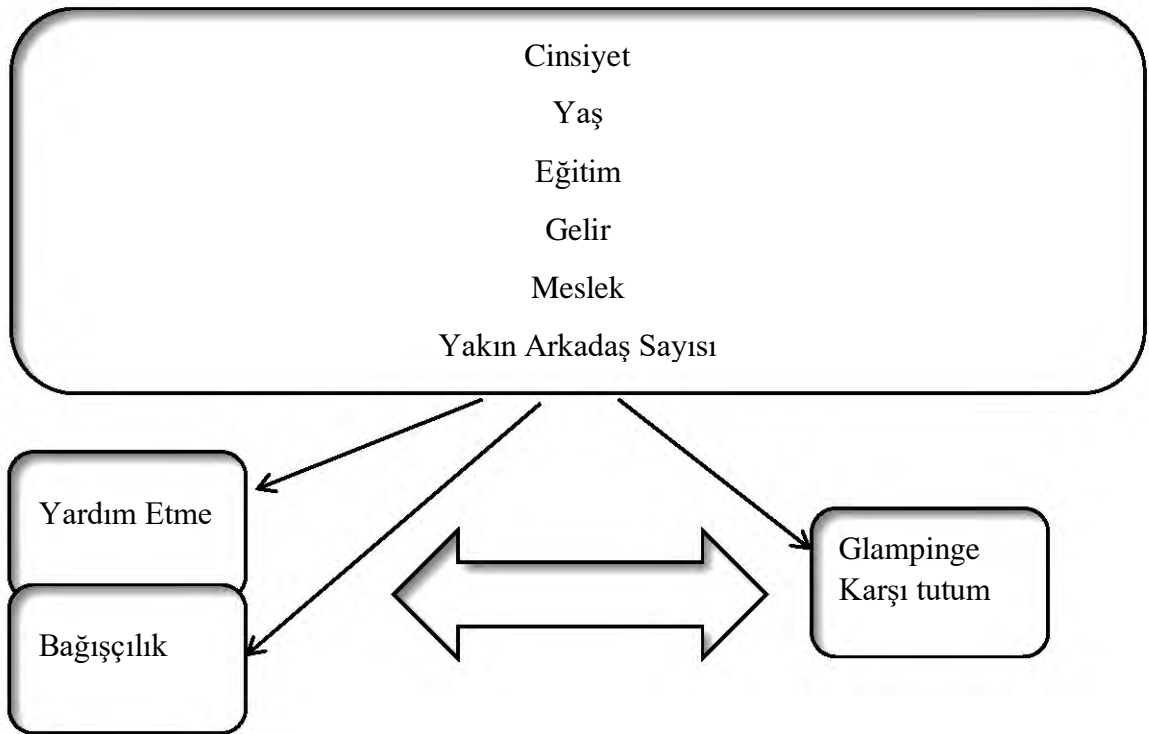 Cinsiyet
Yaş
Eğitim
Gelir
Meslek
Yakın Arkadaş Sayısı
Yardım Etme
Bağışçılık
Glampinge
Karşı tutum